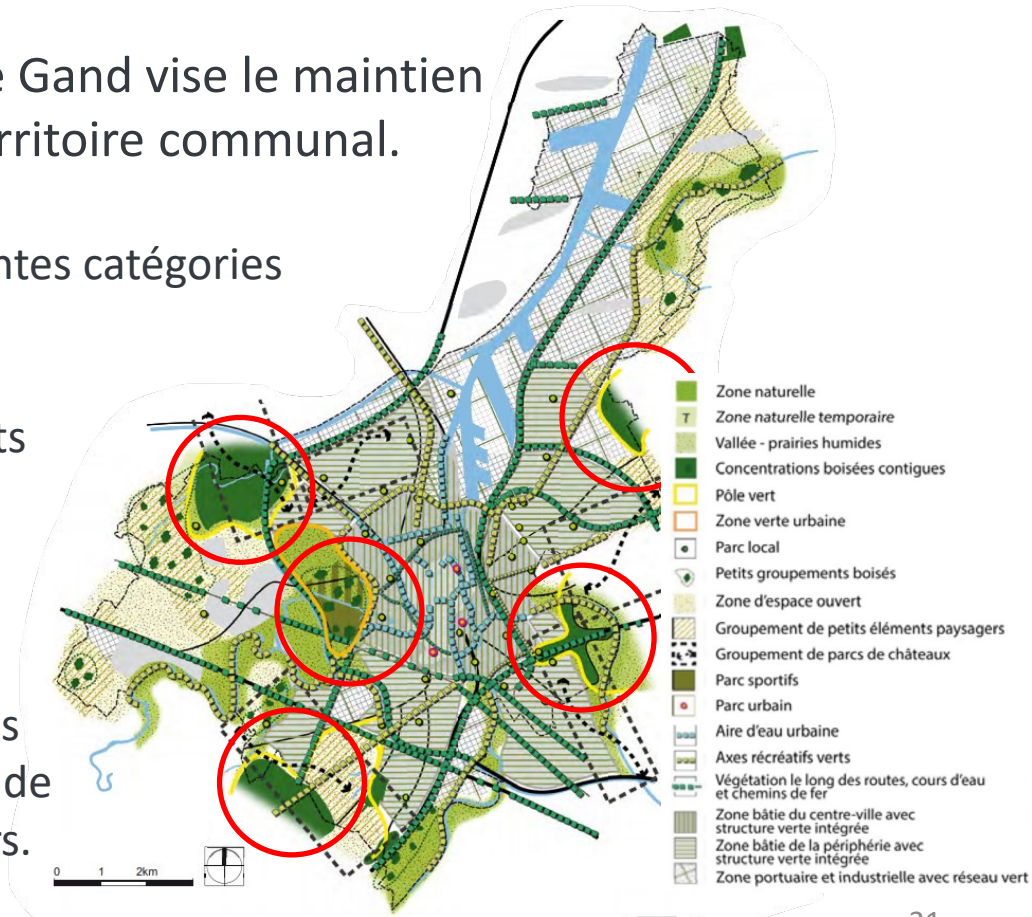 e Gand vise le maintien
rritoire communal.
ntes catégories
ts
s
de
rs.
0 1 2km
T
Zone naturelle
T Zone naturelle temporaire
Vallée - prairies humides
Concentrations boisées contigues
Pôle vert
Zone verte urbaine
Parc local
Petits groupements boisés
Zone d'espace ouvert
Groupement de petits éléments paysagers
Groupement de parcs de châteaux
Parc sportifs
Parc urbain
Aire d'eau urbaine
Axes récréatifs verts
Végétation le long des routes, cours d'eau
et chemins de fer
Zone bâtie du centre-ville avec
structure verte intégrée
Zone bâtie de la périphérie avec
structure verte intégrée
Zone portuaire et industrielle avec réseau vert